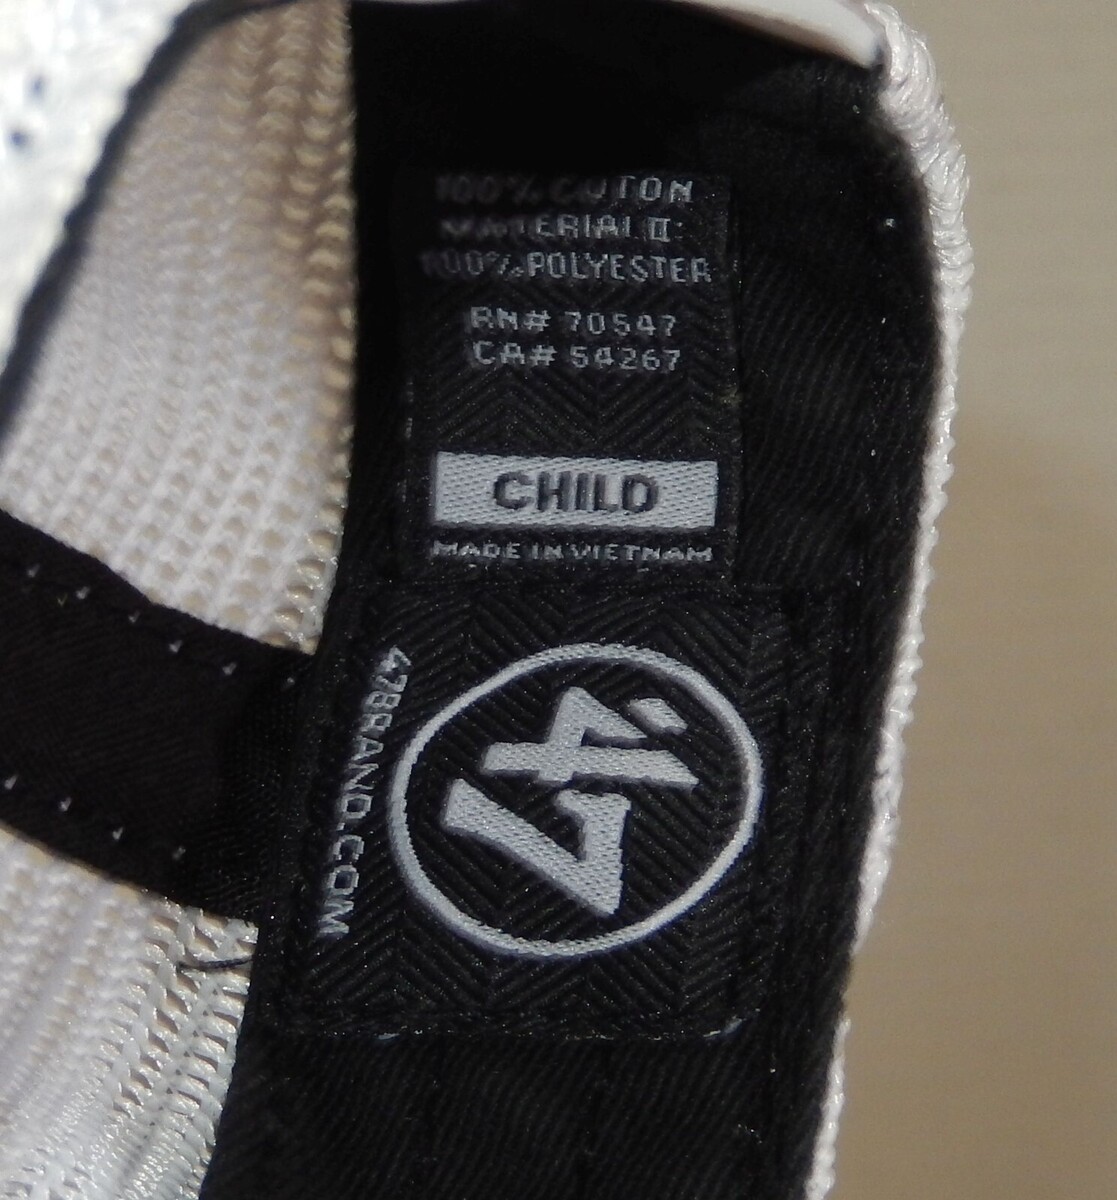 100% COTTON
MATERIAL II:
100% POLYESTER
RN# 70547
CA# 54267
CHILD
MADE IN VIETNAM
'47
47BRAND.COM